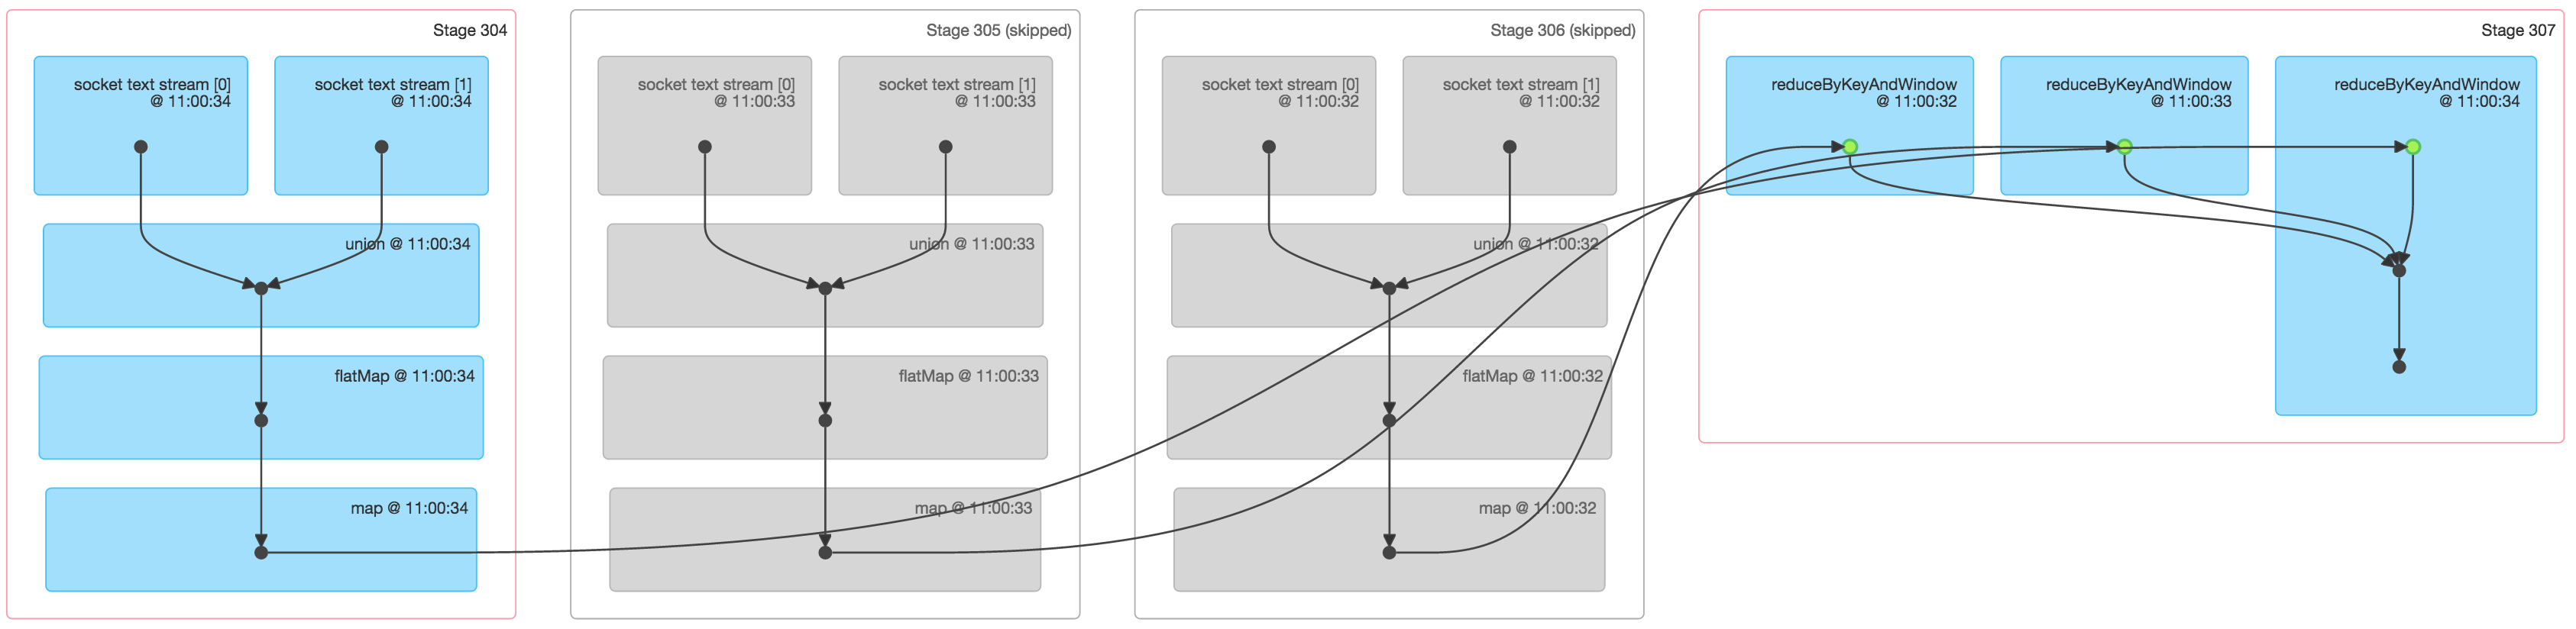 Stage 304
socket text stream [0]
@ 11:00:34
socket text stream [1]
@ 11:00:34
union @ 11:00:34
flatMap @ 11:00:34
map @ 11:00:34
Stage 305 (skipped)
socket text stream [0]
@ 11:00:33
socket text stream [1]
@ 11:00:33
union @ 11:00:33
flatMap @ 11:00:33
map @ 11:00:33
Stage 306 (skipped)
socket text stream [0]
@ 11:00:32
socket text stream [1]
@ 11:00:32
union @ 11:00:32
flatMap @ 11:00:32
map @ 11:00:32
Stage 307
reduceByKeyAndWindow
@ 11:00:32
reduceByKeyAndWindow
@ 11:00:33
reduceByKeyAndWindow
@ 11:00:34